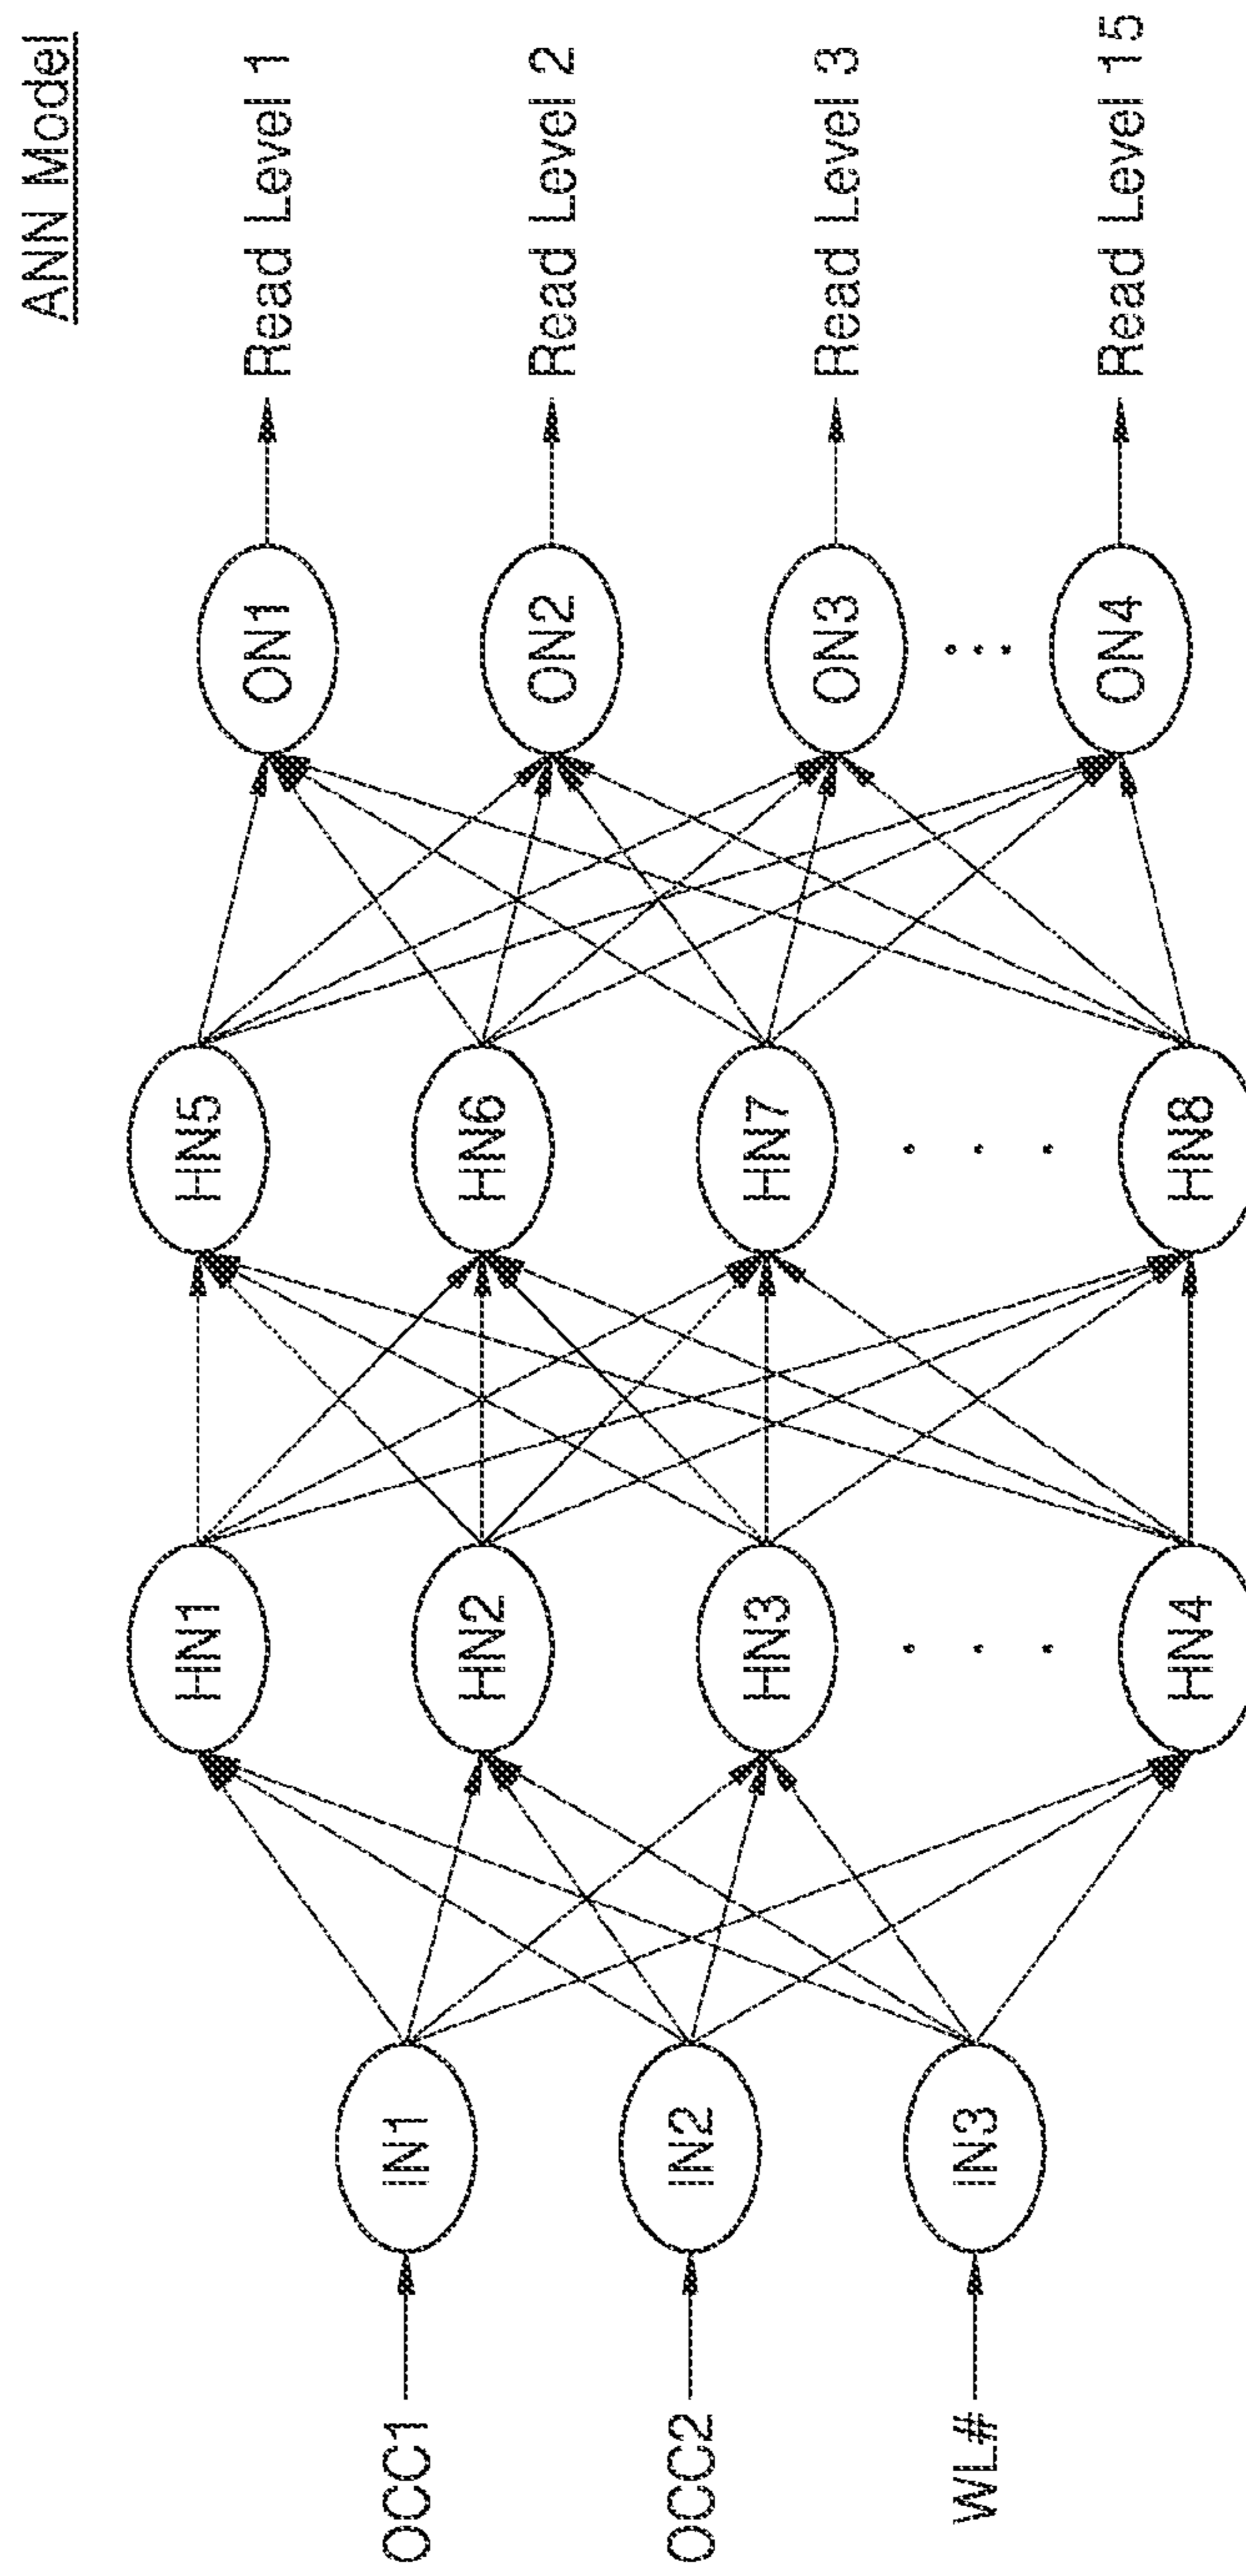 ANN Model
OCC1
OCC2
WL#
IN1
IN2
IN3
HN1
HN2
HN3
HN4
HN5
HN6
HN7
HN8
ON1
ON2
ON3
ON4
Read Level 1
Read Level 2
Read Level 3
Read Level 15